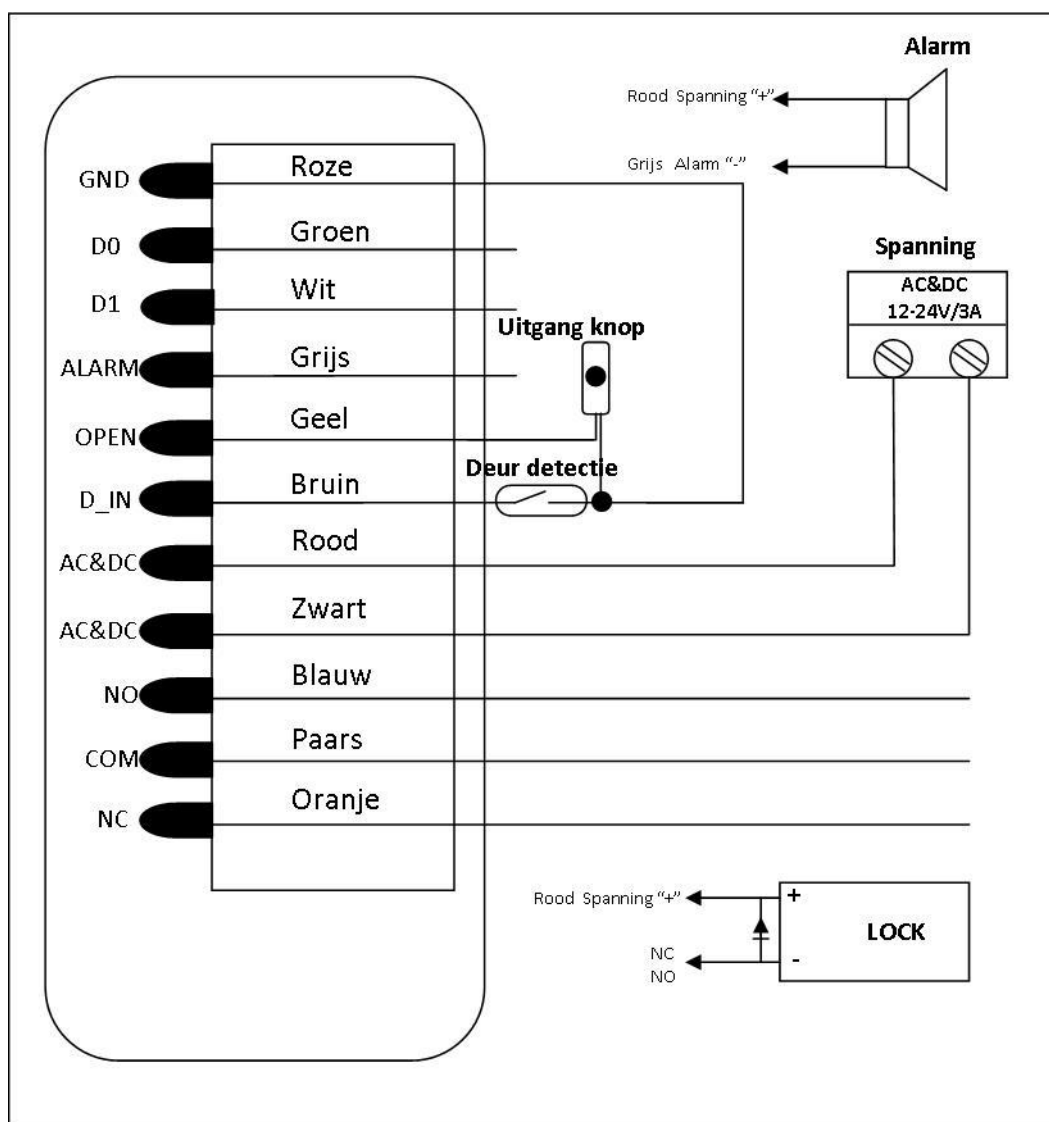 Alarm
Rood Spanning “+”
Grijs Alarm “-”
GND Roze
D0 Groen
D1 Wit
ALARM Grijs
OPEN Geel
D_IN Bruin
AC&DC Rood
AC&DC Zwart
NO Blauw
COM Paars
NC Oranje
Uitgang knop
Deur detectie
Spanning
AC&DC
12-24V/3A
Rood Spanning “+”
NC
NO
+
-
LOCK